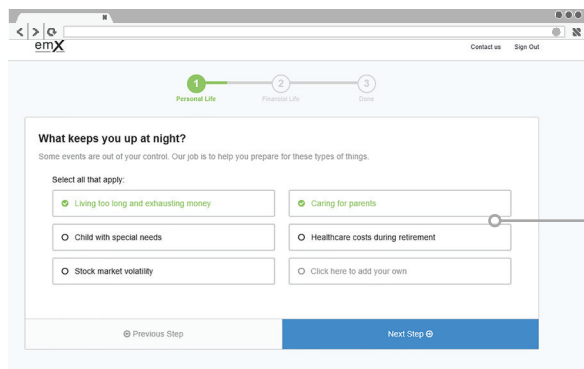 emX
Contact us Sign Out
1 2 3
Personal Life Financial Life Done
What keeps you up at night?
Some events are out of your control. Our job is to help you prepare for these types of things.
Select all that apply:
Living too long and exhausting money
Caring for parents
Child with special needs
Healthcare costs during retirement
Stock market volatility
Click here to add your own
Previous Step
Next Step